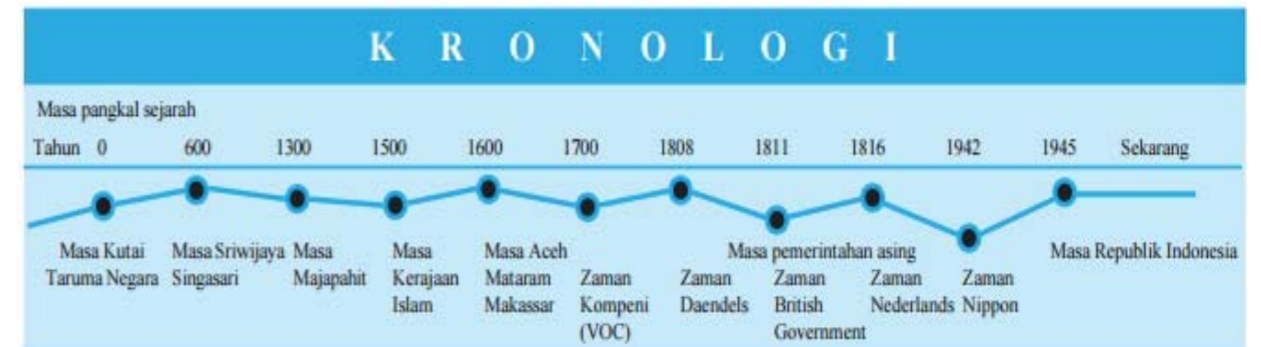 KRONOLOGI
Masa pangkal sejarah
Tahun 0 600 1300 1500 1600 1700 1808 1811 1816 1942 1945 Sekarang
Masa Kutai
Taruma Negara
Masa Sriwijaya
Singasari
Masa
Majapahit
Masa
Kerajaan
Islam
Masa Aceh
Mataram
Makassar
Masa pemerintahan asing
Zaman
Kompeni
(VOC)
Zaman
Daendels
Zaman
British
Government
Zaman
Nederlands
Zaman
Nippon
Masa Republik Indonesia